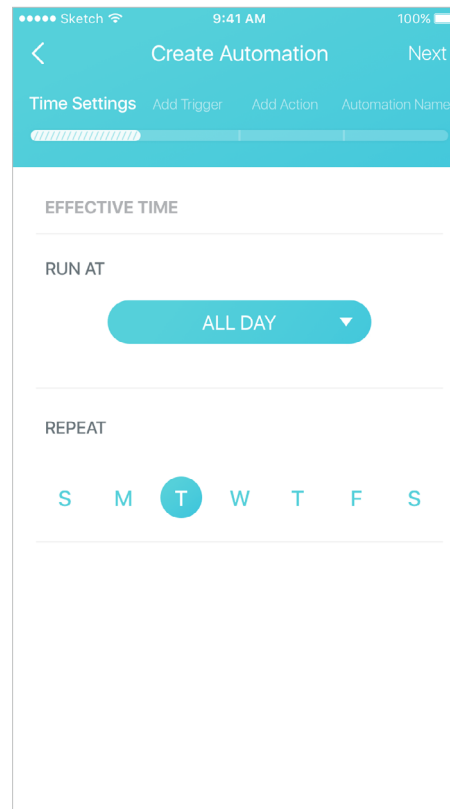 Sketch 9:41 AM 100%
Create Automation Next
Time Settings Add Trigger Add Action Automation Name
EFFECTIVE TIME
RUN AT
ALL DAY
REPEAT
S M T W T F S